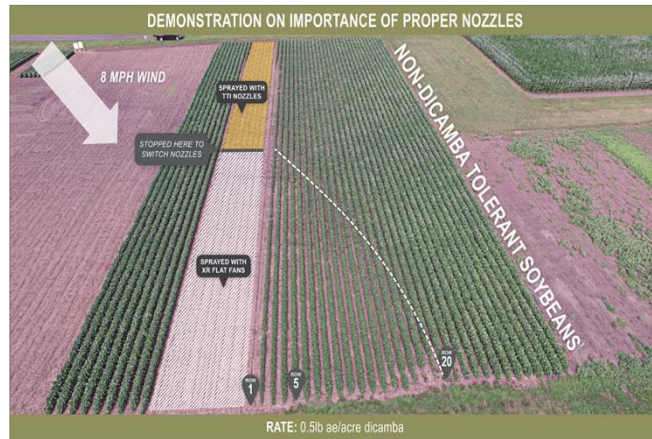 DEMONSTRATION ON IMPORTANCE OF PROPER NOZZLES
8 MPH WIND
SPRAYED WITH
TTI NOZZLES
STOPPED HERE TO
SWITCH NOZZLES
NON-DICAMBA TOLERANT SOYBEANS
SPRAYED WITH
XR FLAT FANS
ROW
1
ROW
5
ROW
20
RATE: 0.5lb ae/acre dicamba